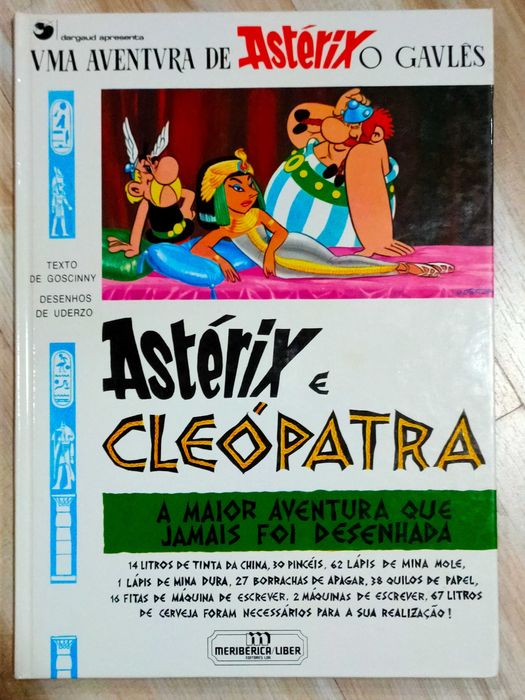 dargaud apresenta
VMA AVENTVRA DE Astérix O GAVLÊS
TEXTO
DE GOSCINNY
DESENHOS
DE UDERZO
Astérix E
CLEÓPATRA
A MAIOR AVENTURA QUE
JAMAIS FOI DESENHADA
14 LITROS DE TINTA DA CHINA, 30 PINCÉIS, 62 LÁPIS DE MINA MOLE,
1 LÁPIS DE MINA DURA, 27 BORRACHAS DE APAGAR, 38 QUILOS DE PAPEL,
16 FITAS DE MÁQUINA DE ESCREVER, 2 MÁQUINAS DE ESCREVER, 67 LITROS
DE CERVEJA FORAM NECESSÁRIOS PARA A SUA REALIZAÇÃO!
m
MERIBÉRICA/LIBER
EDITORES LDA